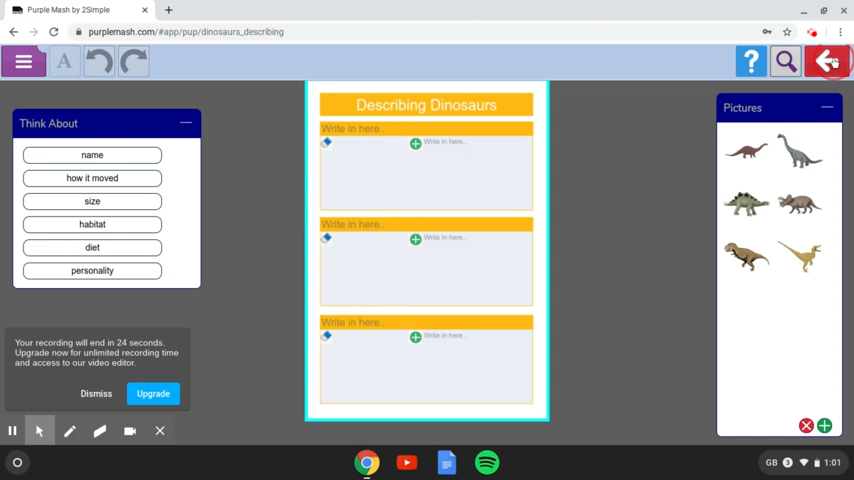 Purple Mash by 2Simple
purplemash.com/#app/pup/dinosaurs_describing
A
?
Think About
name
how it moved
size
habitat
diet
personality
Describing Dinosaurs
Write in here..
Write in here..
Write in here..
Write in here..
Write in here..
Write in here..
Pictures
Your recording will end in 24 seconds.
Upgrade now for unlimited recording time
and access to our video editor.
Dismiss
Upgrade
GB
3
1:01